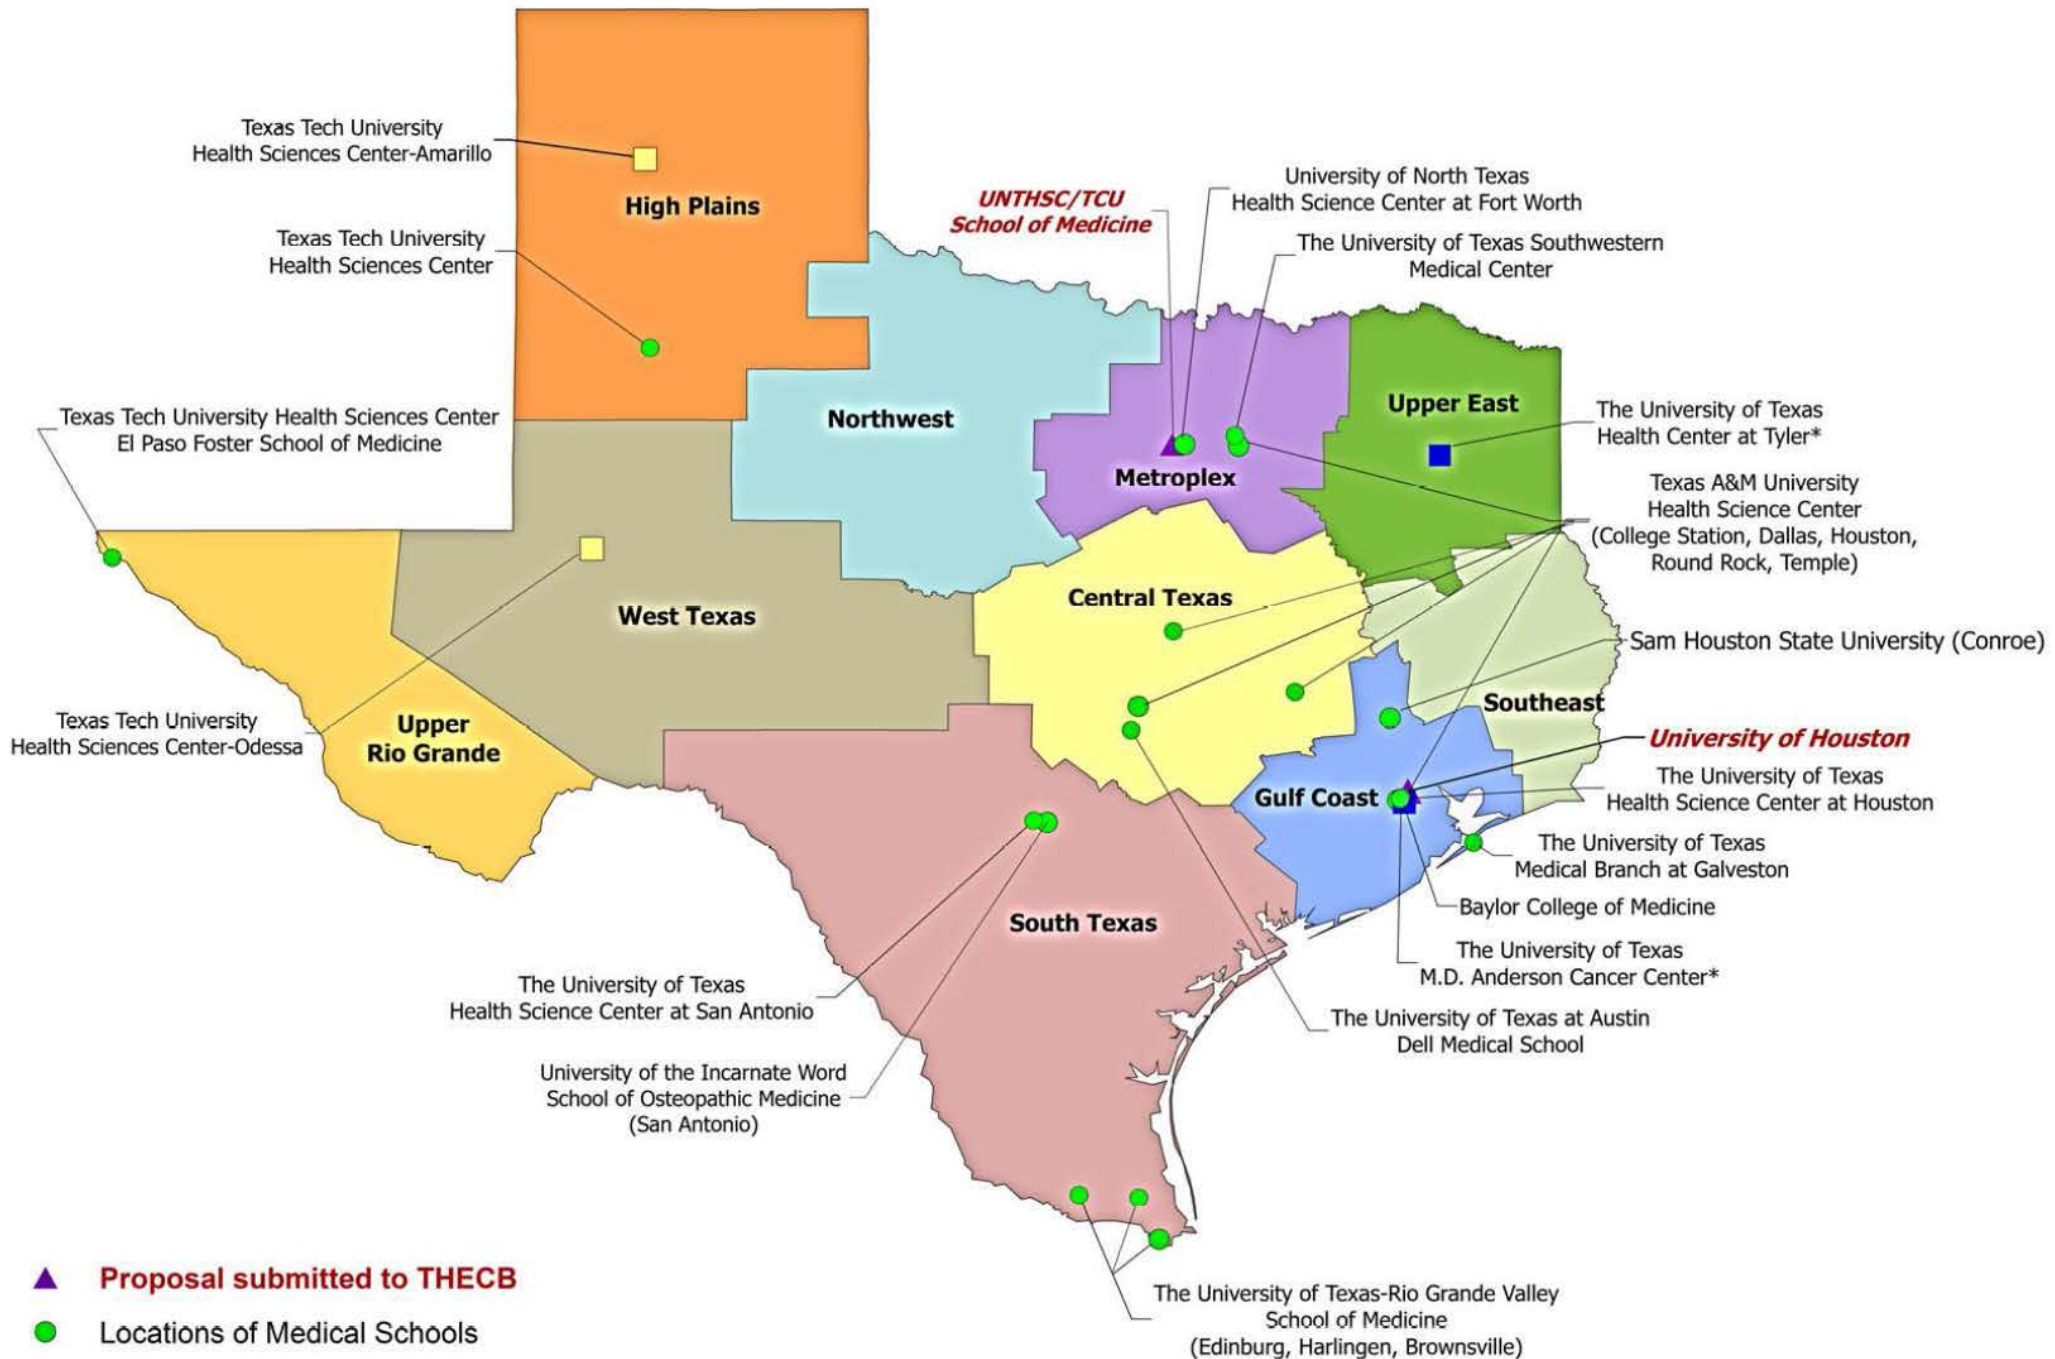 Texas Tech University
Health Sciences Center-Amarillo
High Plains
Texas Tech University
Health Sciences Center
UNTHSC/TCU
School of Medicine
University of North Texas
Health Science Center at Fort Worth
The University of Texas Southwestern
Medical Center
Texas Tech University Health Sciences Center
El Paso Foster School of Medicine
Northwest
Metroplex
Upper East
The University of Texas
Health Center at Tyler*
Texas A&M University
Health Science Center
(College Station, Dallas, Houston,
Round Rock, Temple)
West Texas
Central Texas
Sam Houston State University (Conroe)
Southeast
Texas Tech University
Health Sciences Center-Odessa
Upper
Rio Grande
University of Houston
Gulf Coast
The University of Texas
Health Science Center at Houston
The University of Texas
Medical Branch at Galveston
Baylor College of Medicine
South Texas
The University of Texas
M.D. Anderson Cancer Center*
The University of Texas
Health Science Center at San Antonio
The University of Texas at Austin
Dell Medical School
University of the Incarnate Word
School of Osteopathic Medicine
(San Antonio)
Proposal submitted to THECB
Locations of Medical Schools
The University of Texas-Rio Grande Valley
School of Medicine
(Edinburg, Harlingen, Brownsville)